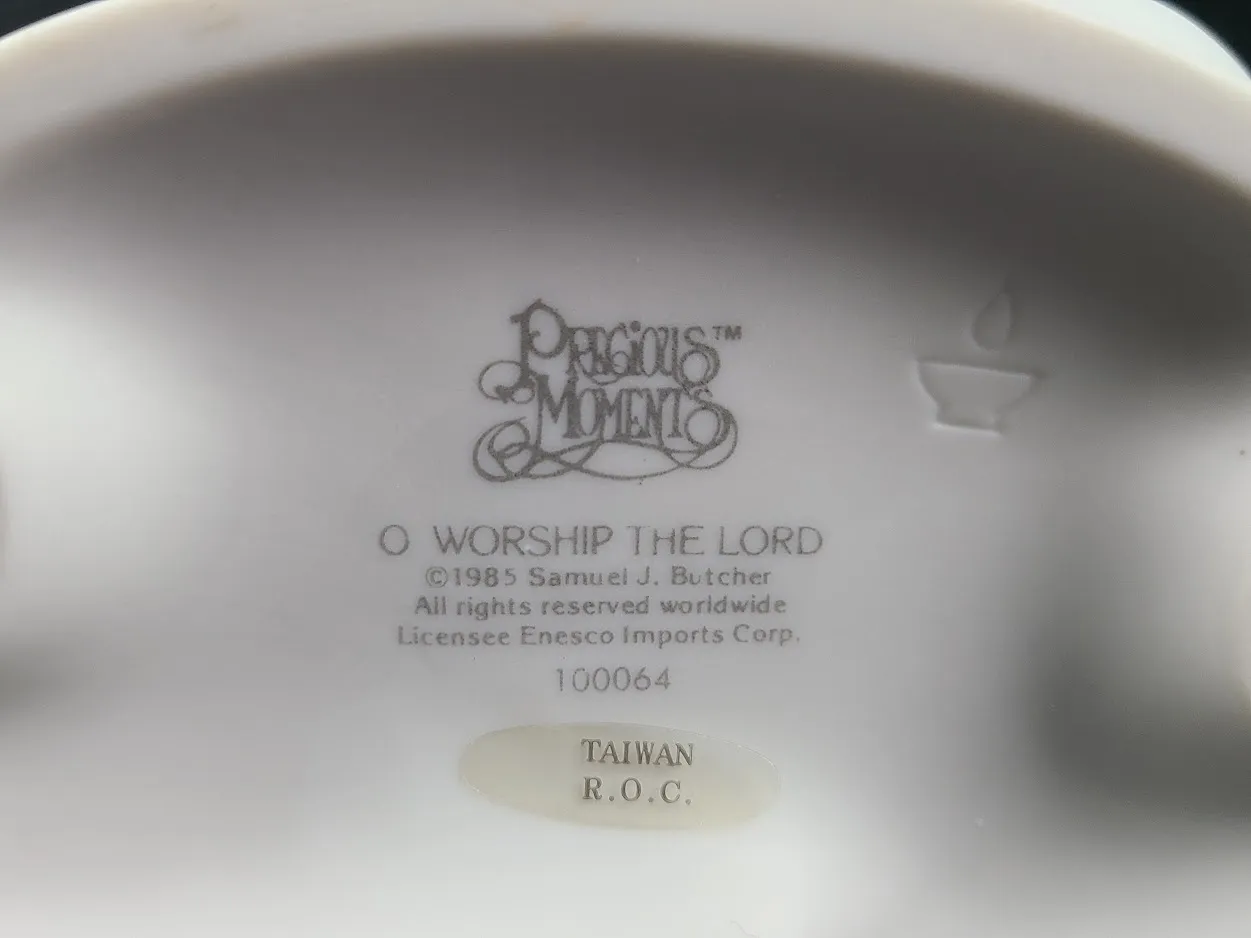 PRECIOUS™
MOMENTS
O WORSHIP THE LORD
©1985 Samuel J. Butcher
All rights reserved worldwide
Licensee Enesco Imports Corp.
100064
TAIWAN
R.O.C.